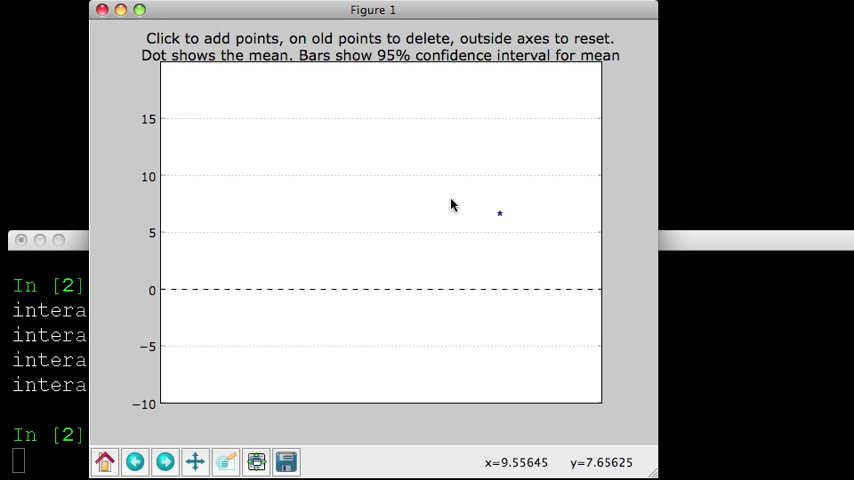 Figure 1
Click to add points, on old points to delete, outside axes to reset.
Dot shows the mean. Bars show 95% confidence interval for mean
15
10
5
0
−5
−10
*
In [2]
intera
intera
intera
intera
In [2]
x=9.55645 y=7.65625